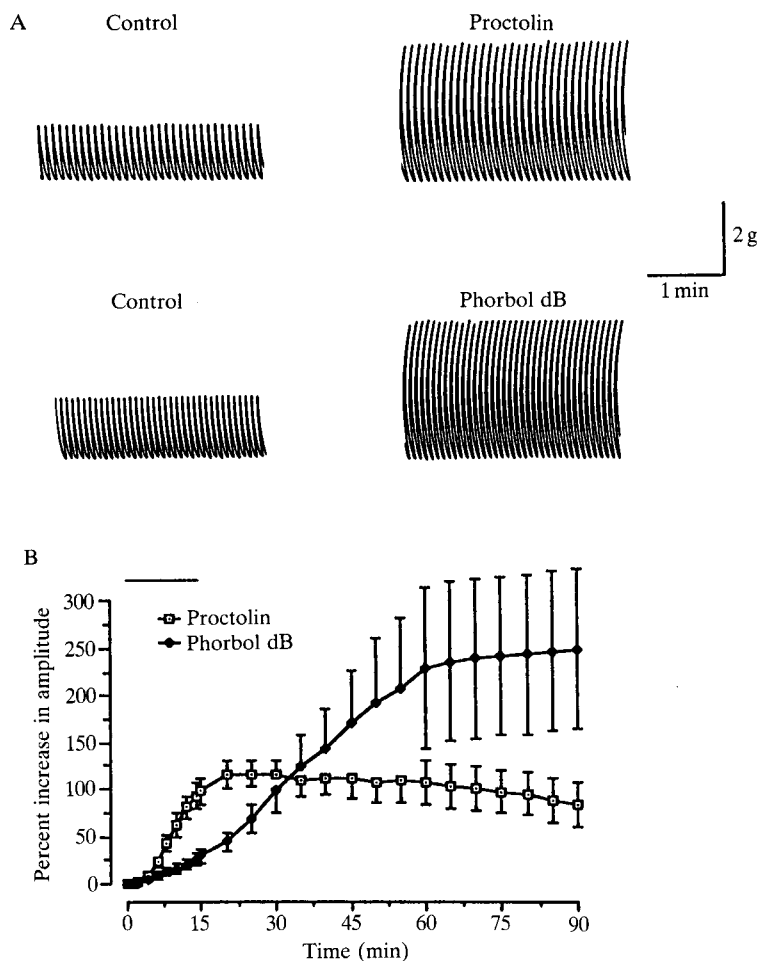 A
Control
Proctolin
2 g
1 min
Control
Phorbol dB
B
Percent increase in amplitude
300
250
200
150
100
50
0
Proctolin
Phorbol dB
0
15
30
45
60
75
90
Time (min)